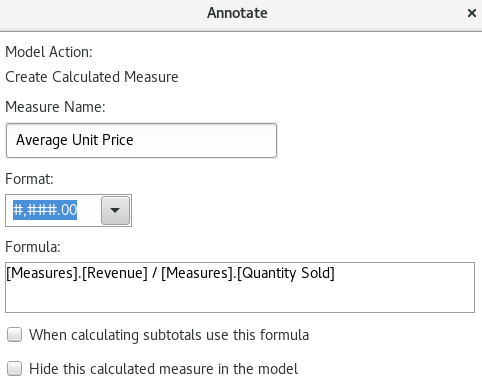 Annotate
×
Model Action:
Create Calculated Measure
Measure Name:
Average Unit Price
Format:
#,###.00
Formula:
[Measures].[Revenue] / [Measures].[Quantity Sold]
When calculating subtotals use this formula
Hide this calculated measure in the model